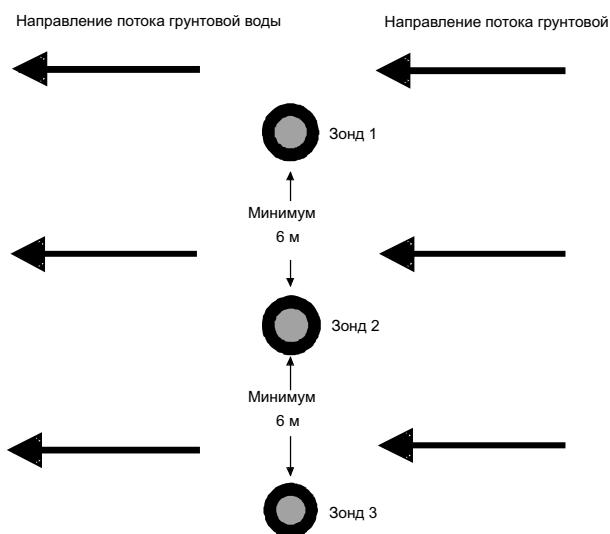 Направление потока грунтовой воды
Направление потока грунтовой
Зонд 1
Минимум
6 м
Зонд 2
Минимум
6 м
Зонд 3